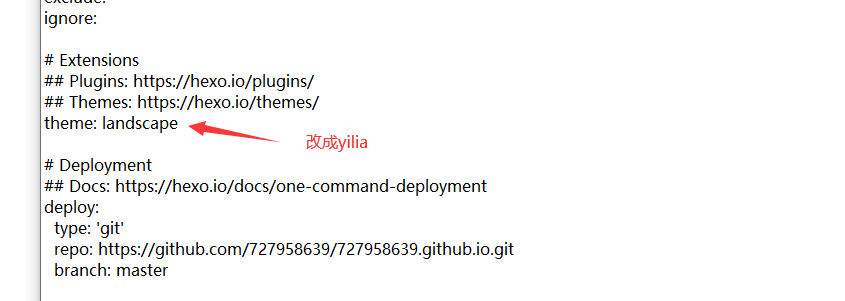 ignore:
# Extensions
## Plugins: https://hexo.io/plugins/
## Themes: https://hexo.io/themes/
theme: landscape
改成yilia
# Deployment
## Docs: https://hexo.io/docs/one-command-deployment
deploy:
  type: 'git'
  repo: https://github.com/727958639/727958639.github.io.git
  branch: master